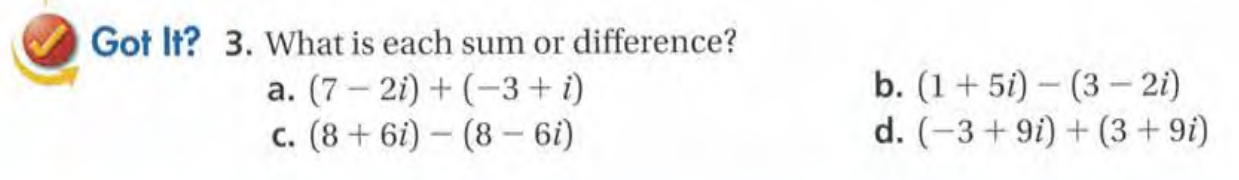 Got It? 3. What is each sum or difference?
a. (7 − 2i) + (−3 + i) b. (1 + 5i) − (3 − 2i)
c. (8 + 6i) − (8 − 6i) d. (−3 + 9i) + (3 + 9i)